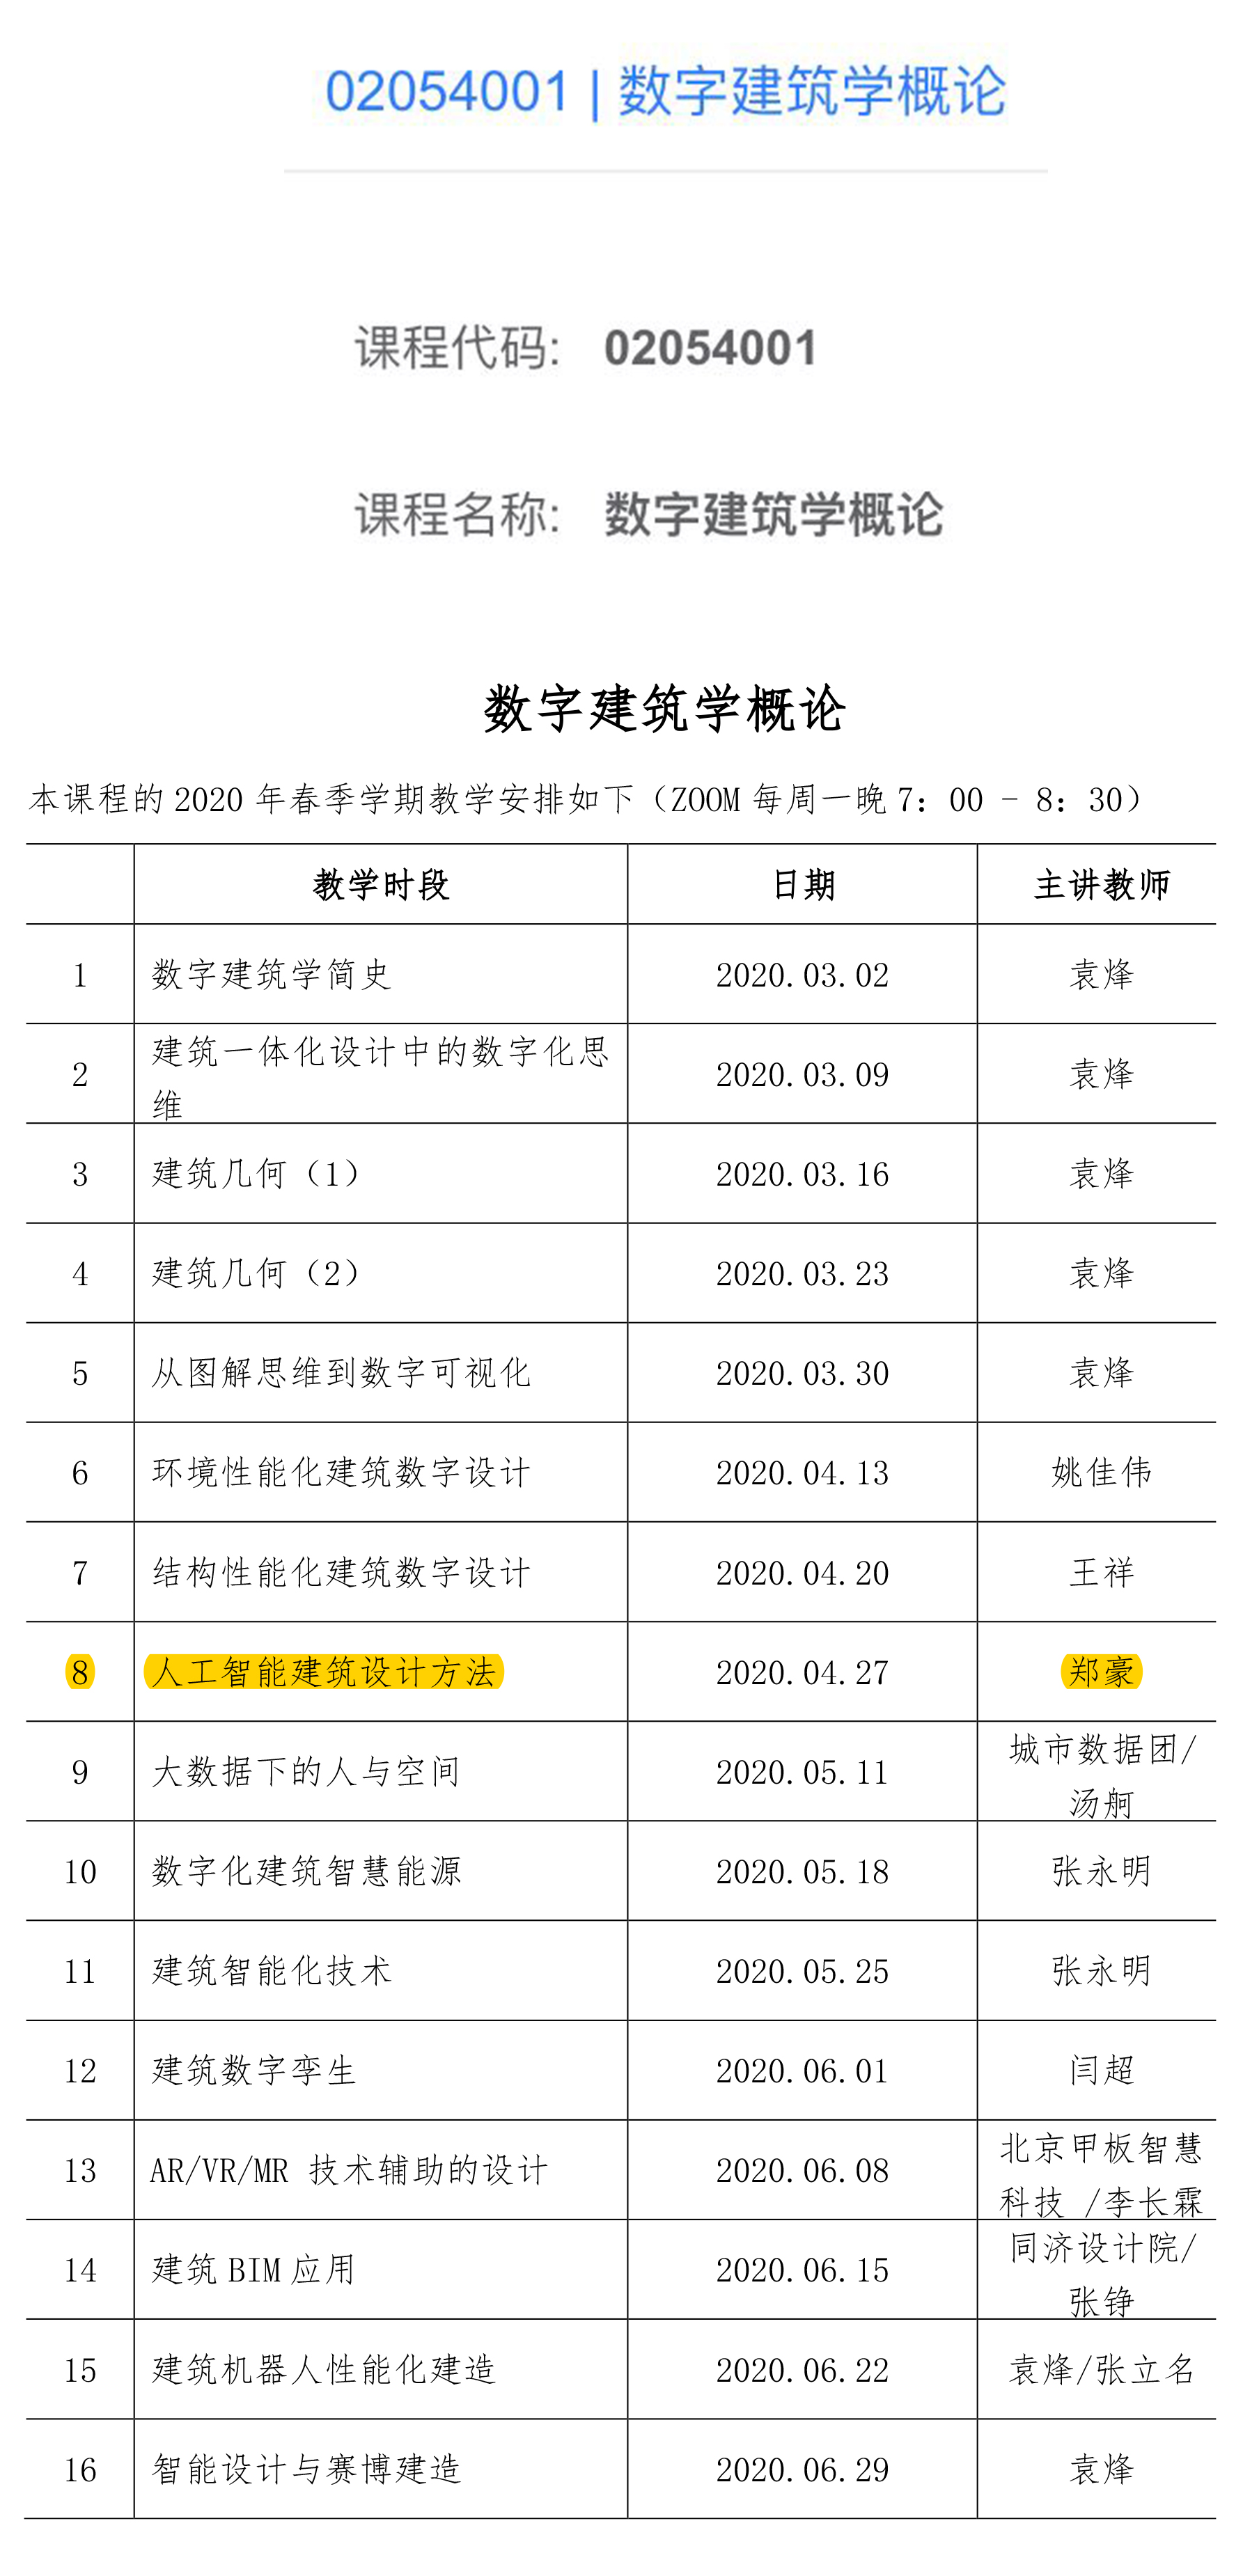 02054001 | 数字建筑学概论
课程代码: 02054001
课程名称: 数字建筑学概论
数字建筑学概论
本课程的 2020 年春季学期教学安排如下（ZOOM 每周一晚 7：00 - 8：30）
教学时段 日期 主讲教师
1 数字建筑学简史 2020.03.02 袁烽
2 建筑一体化设计中的数字化思
维 2020.03.09 袁烽
3 建筑几何（1） 2020.03.16 袁烽
4 建筑几何（2） 2020.03.23 袁烽
5 从图解思维到数字可视化 2020.03.30 袁烽
6 环境性能化建筑数字设计 2020.04.13 姚佳伟
7 结构性能化建筑数字设计 2020.04.20 王祥
8 人工智能建筑设计方法 2020.04.27 郑豪
9 大数据下的人与空间 2020.05.11 城市数据团/
汤舸
10 数字化建筑智慧能源 2020.05.18 张永明
11 建筑智能化技术 2020.05.25 张永明
12 建筑数字孪生 2020.06.01 闫超
13 AR/VR/MR 技术辅助的设计 2020.06.08 北京甲板智慧
科技 /李长霖
14 建筑 BIM 应用 2020.06.15 同济设计院/
张铮
15 建筑机器人性能化建造 2020.06.22 袁烽/张立名
16 智能设计与赛博建造 2020.06.29 袁烽